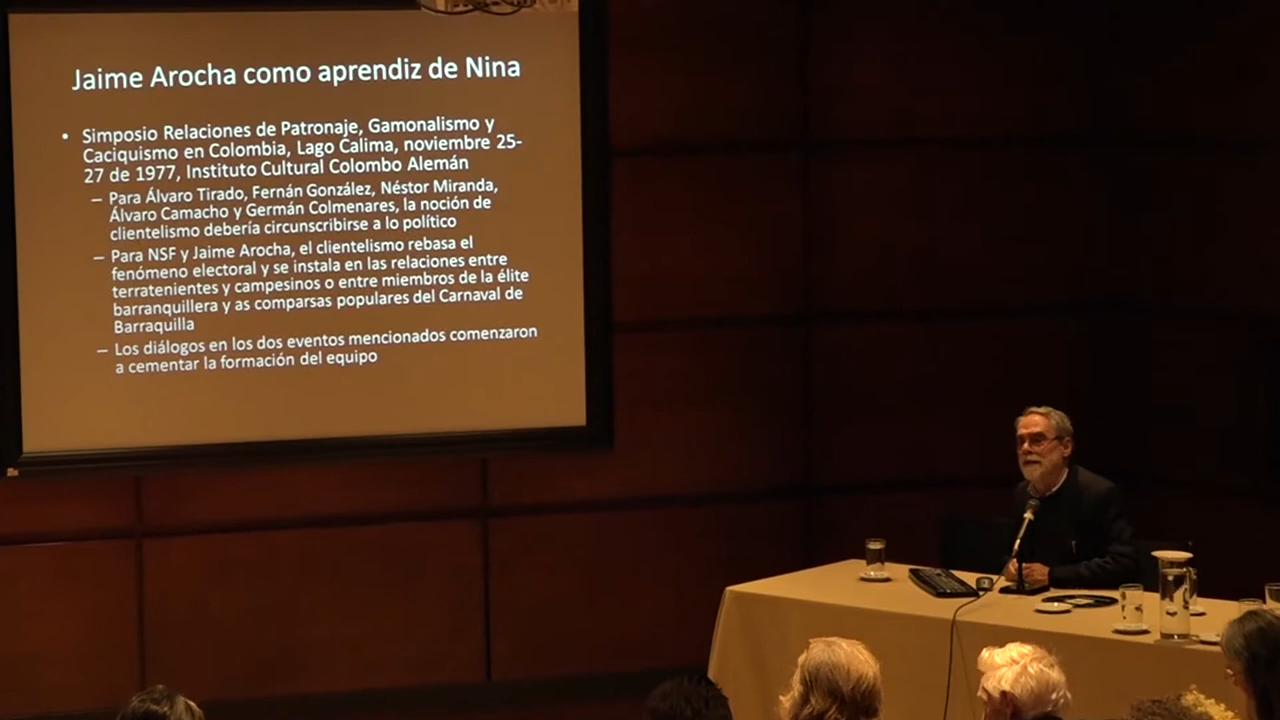 Jaime Arocha como aprendiz de Nina
• Simposio Relaciones de Patronaje, Gamonalismo y
Caciquismo en Colombia, Lago Calima, noviembre 25-
27 de 1977, Instituto Cultural Colombo Alemán
– Para Álvaro Tirado, Fernán González, Néstor Miranda,
Álvaro Camacho y Germán Colmenares, la noción de
clientelismo debería circunscribirse a lo político
– Para NSF y Jaime Arocha, el clientelismo rebasa el
fenómeno electoral y se instala en las relaciones entre
terratenientes y campesinos o entre miembros de la élite
barranquillera y as comparsas populares del Carnaval de
Barraquilla
– Los diálogos en los dos eventos mencionados comenzaron
a cementar la formación del equipo